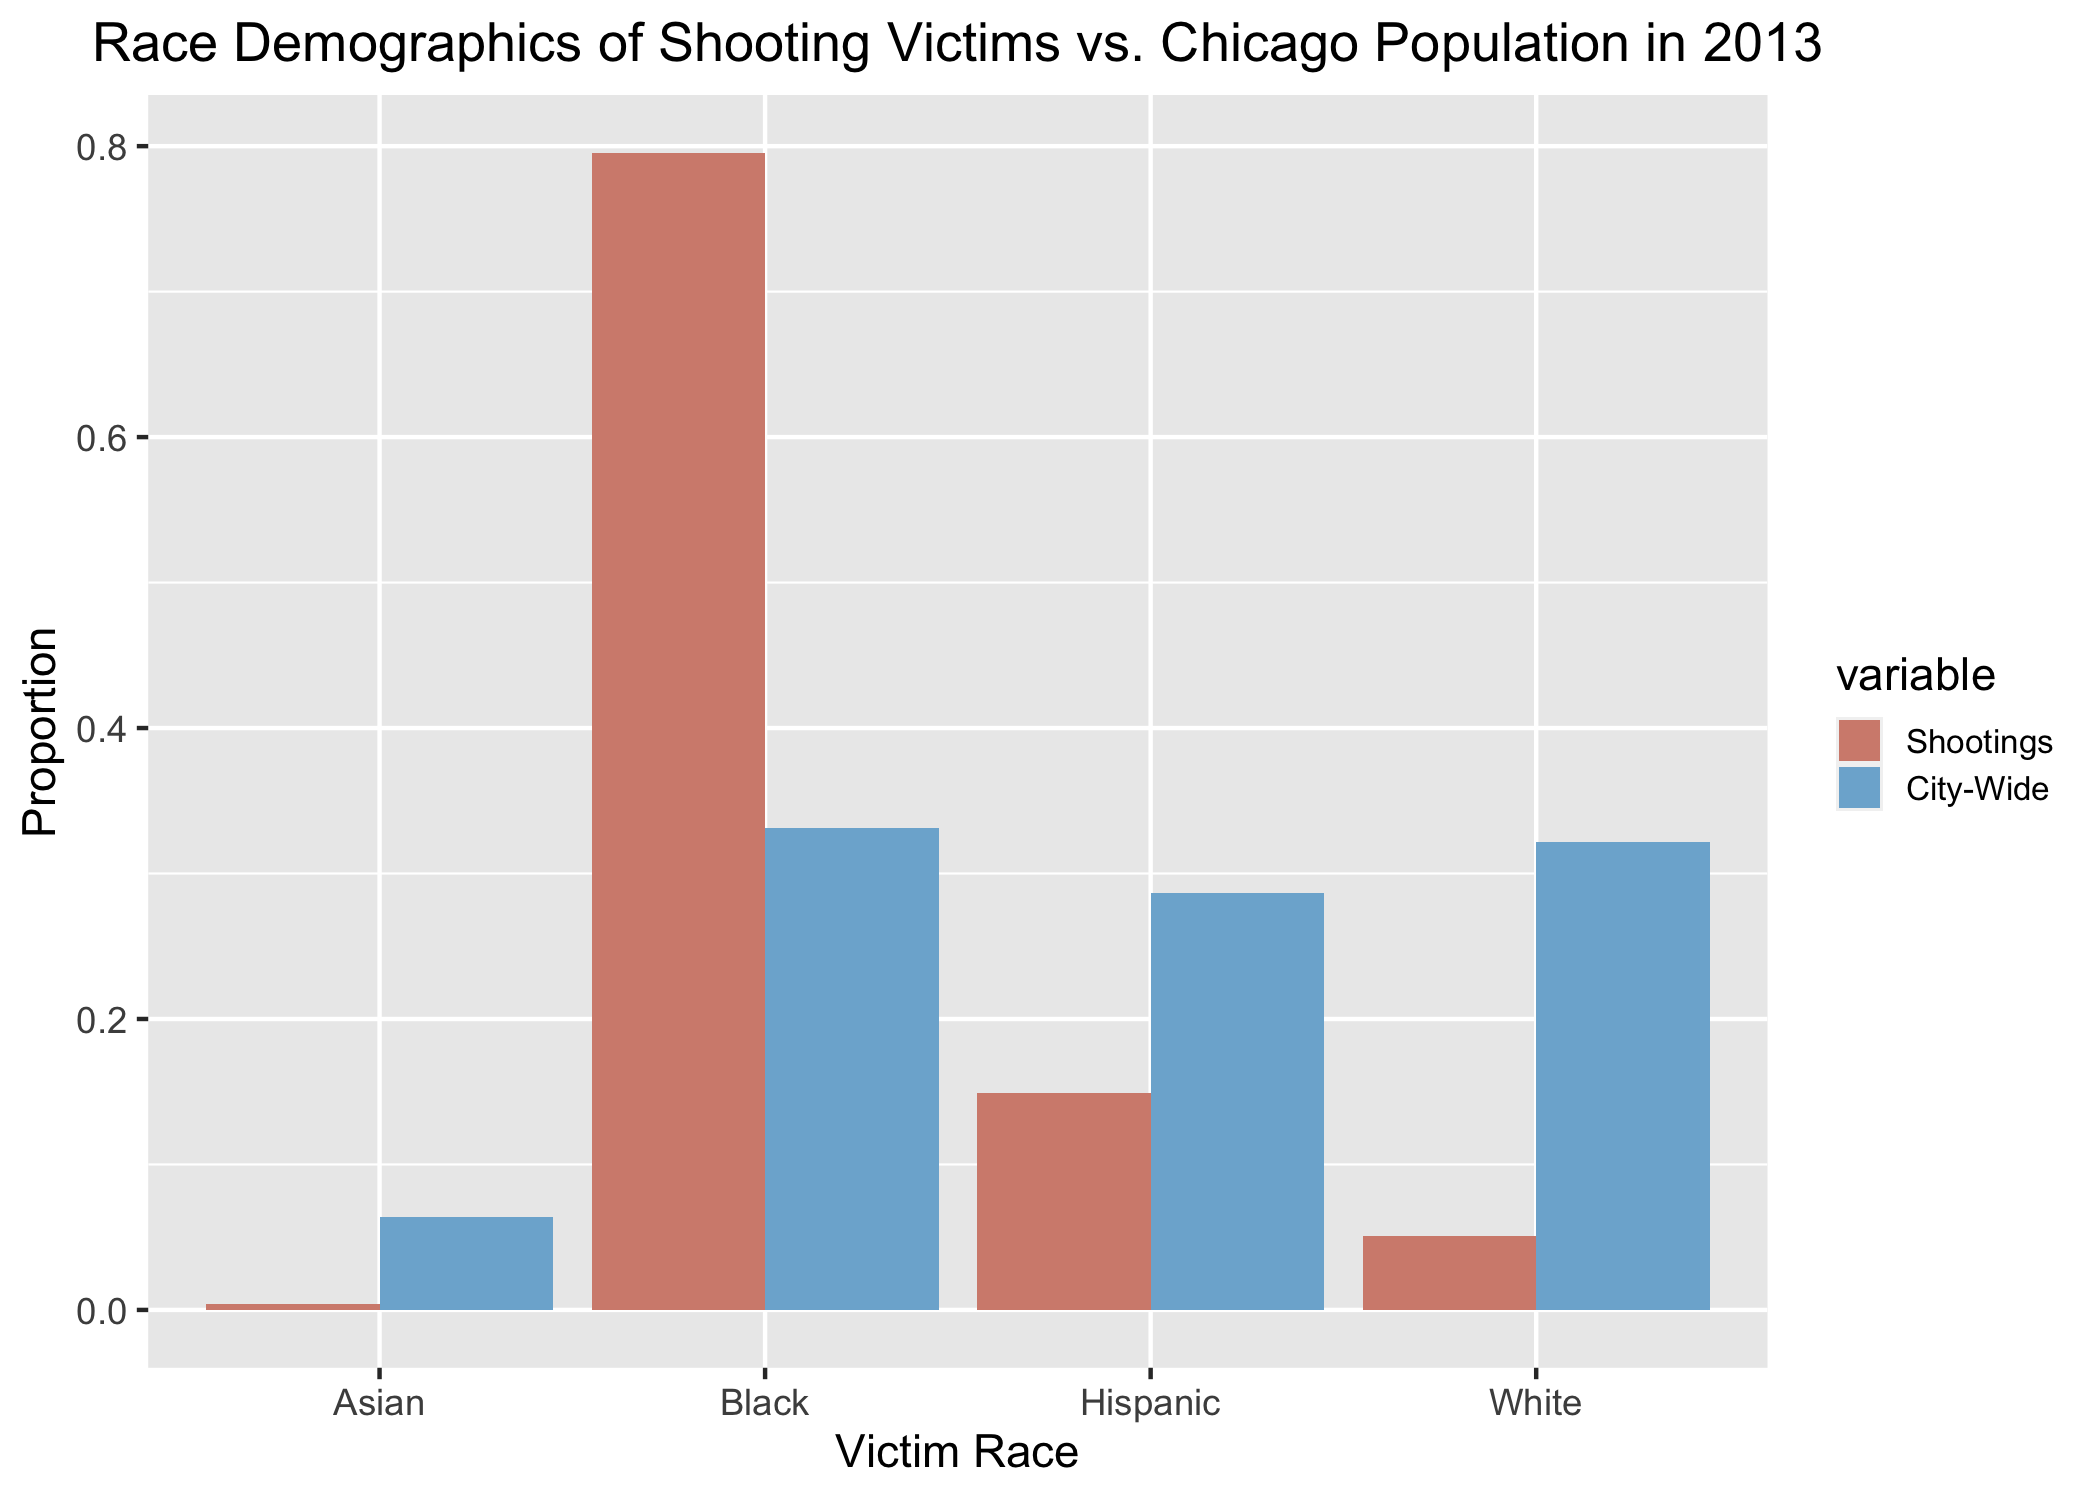 Race Demographics of Shooting Victims vs. Chicago Population in 2013
Proportion
0.8
0.6
0.4
0.2
0.0
Asian Black Hispanic White
Victim Race
variable
Shootings
City-Wide